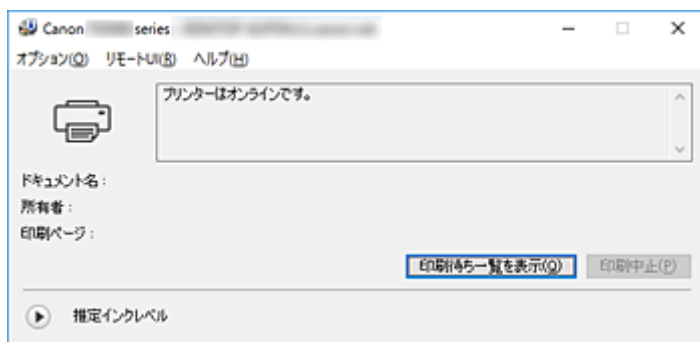 Canon series
オプション(O) リモートUI(R) ヘルプ(H)
プリンターはオンラインです。
ドキュメント名:
所有者:
印刷ページ:
印刷待ち一覧を表示(Q) 印刷中止(P)
推定インクレベル